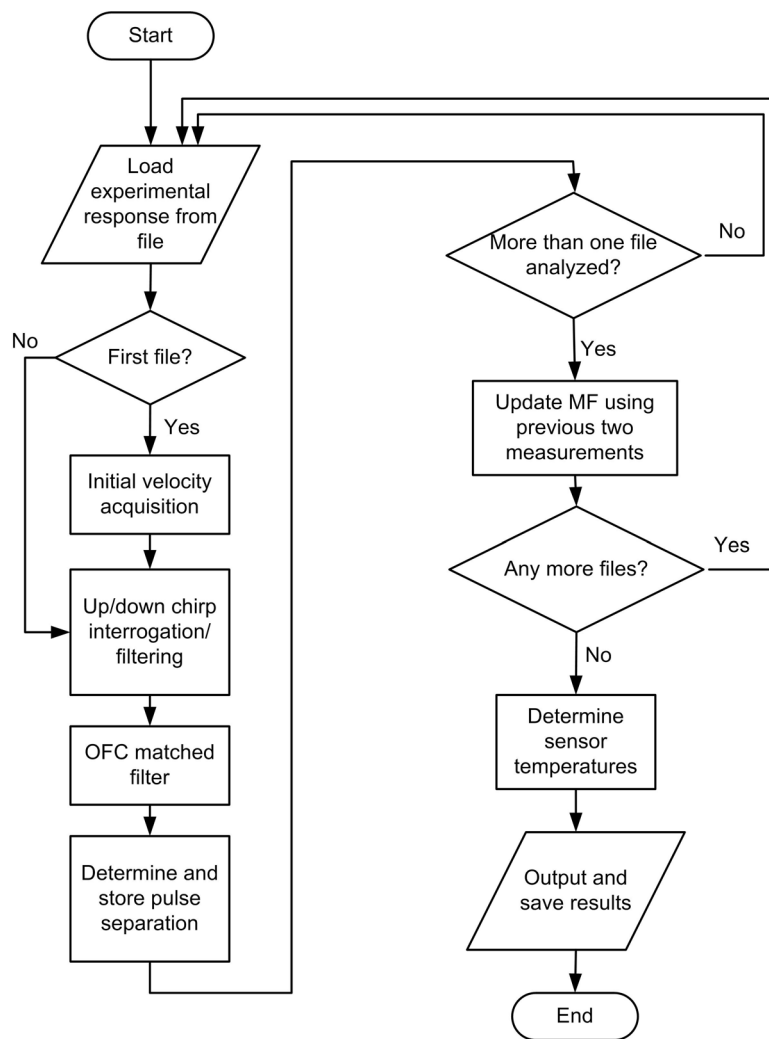 Start
Load
experimental
response from
file
No
First file?
Yes
Initial velocity
acquisition
Up/down chirp
interrogation/
filtering
OFC matched
filter
Determine and
store pulse
separation
More than one file
analyzed?
No
Yes
Update MF using
previous two
measurements
Any more files?
Yes
No
Determine
sensor
temperatures
Output and
save results
End